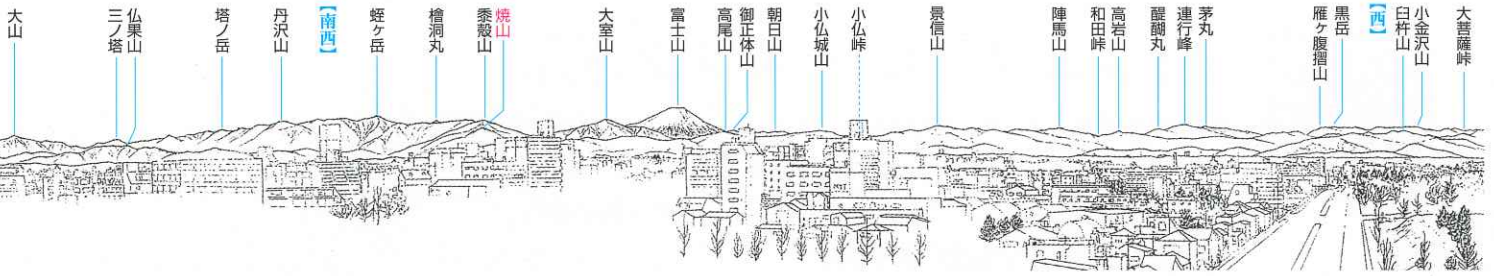 大山
三ノ塔
仏果山
塔ノ岳
丹沢山
【南西】
蛭ヶ岳
檜洞丸
黍殻山
焼山
大室山
富士山
高尾山
御正体山
朝日山
小仏城山
小仏峠
景信山
陣馬山
和田峠
高岩山
醍醐丸
連行峰
茅丸
雁ヶ腹摺山
黒岳
【西】
臼杵山
小金沢山
大菩薩峠